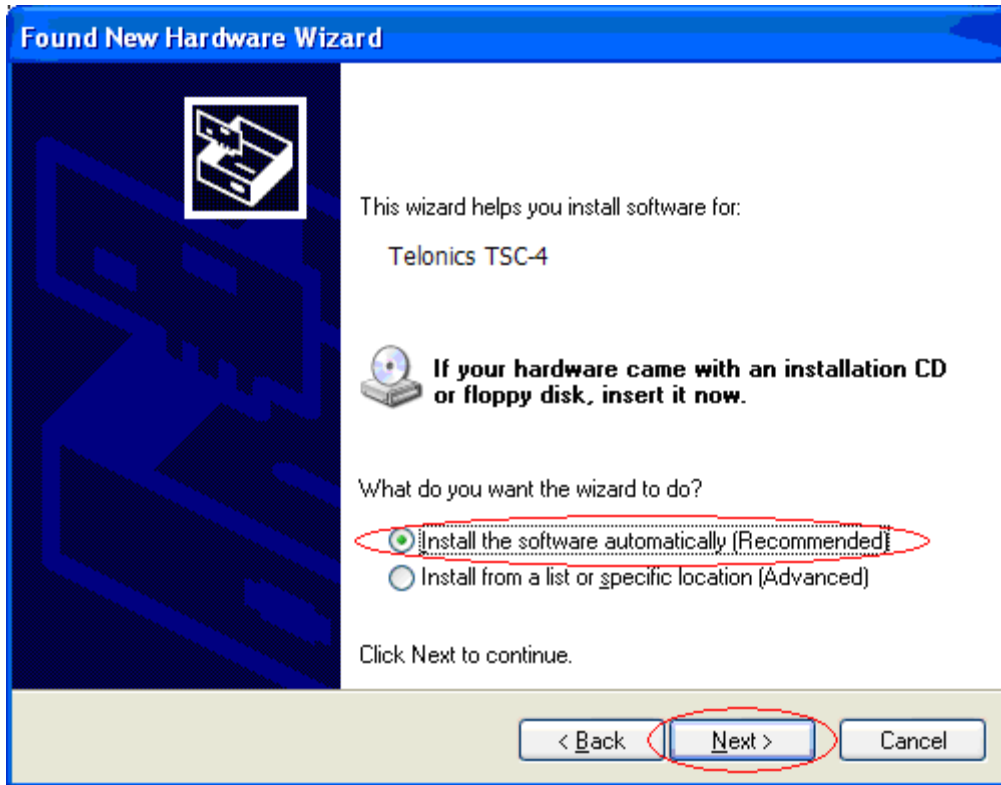 Found New Hardware Wizard
This wizard helps you install software for:
Telonics TSC-4
If your hardware came with an installation CD
or floppy disk, insert it now.
What do you want the wizard to do?
Install the software automatically (Recommended)
Install from a list or specific location (Advanced)
Click Next to continue.
< Back Next > Cancel